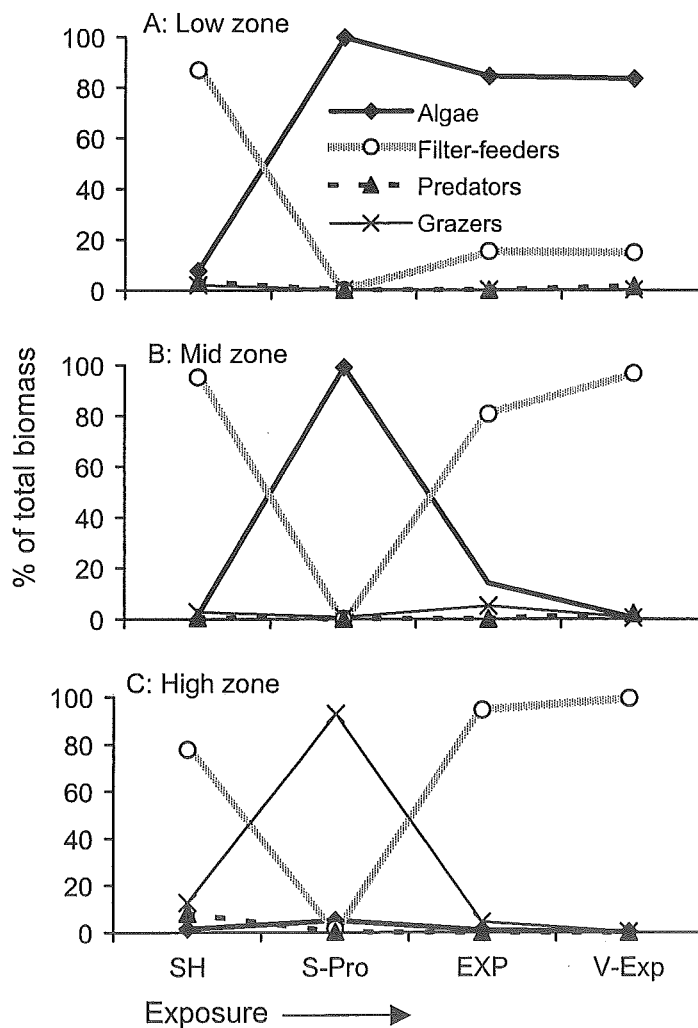 A: Low zone
100
80
60
40
20
0
Algae
Filter-feeders
Predators
Grazers
B: Mid zone
100
80
60
40
20
0
% of total biomass
C: High zone
100
80
60
40
20
0
SH S-Pro EXP V-Exp
Exposure